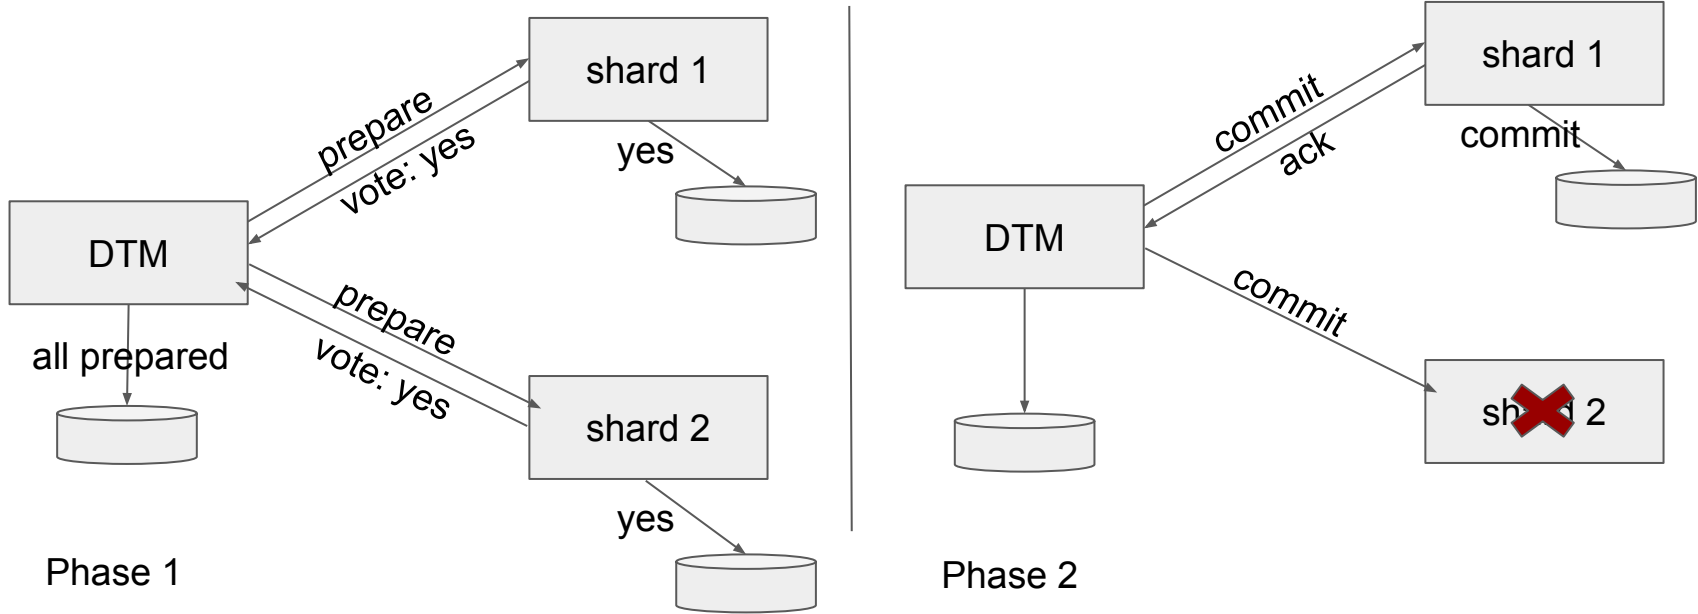 shard 1
prepare
vote: yes
yes
DTM
prepare
all prepared
vote: yes
shard 2
yes
Phase 1
shard 1
commit
ack
commit
DTM
commit
shard 2
Phase 2